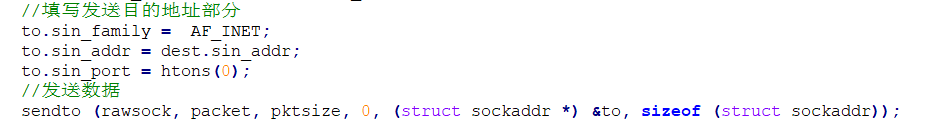 //填写发送目的地址部分
to.sin_family =  AF_INET;
to.sin_addr = dest.sin_addr;
to.sin_port = htons(0);
//发送数据
sendto (rawsock, packet, pktsize, 0, (struct sockaddr *) &to, sizeof (struct sockaddr));